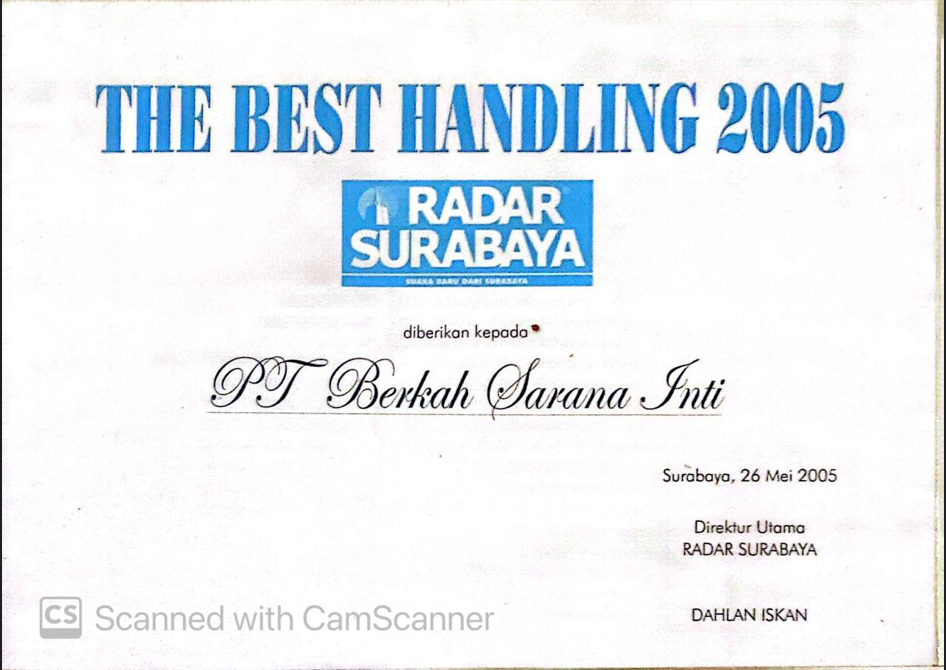 THE BEST HANDLING 2005
RADAR
SURABAYA
SUARA BARU DARI SURABAYA
diberikan kepada
PT Berkah Sarana Inti
Surabaya, 26 Mei 2005
Direktur Utama
RADAR SURABAYA
DAHLAN ISKAN
CS Scanned with CamScanner